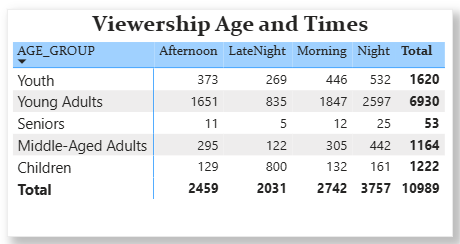 Viewership Age and Times
AGE_GROUP Afternoon LateNight Morning Night Total
Youth 373 269 446 532 1620
Young Adults 1651 835 1847 2597 6930
Seniors 11 5 12 25 53
Middle-Aged Adults 295 122 305 442 1164
Children 129 800 132 161 1222
Total 2459 2031 2742 3757 10989